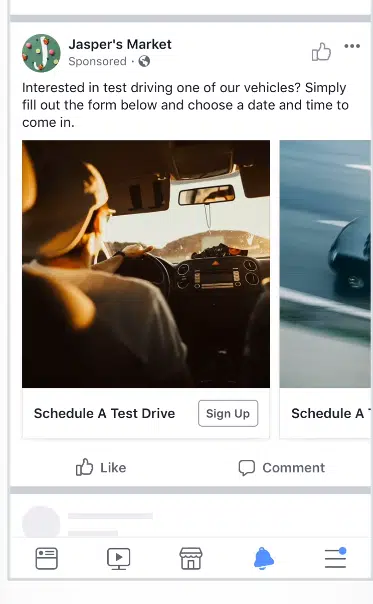 Jasper's Market
Sponsored ·
Interested in test driving one of our vehicles? Simply
fill out the form below and choose a date and time to
come in.
Schedule A Test Drive
Sign Up
Schedule A
Like
Comment